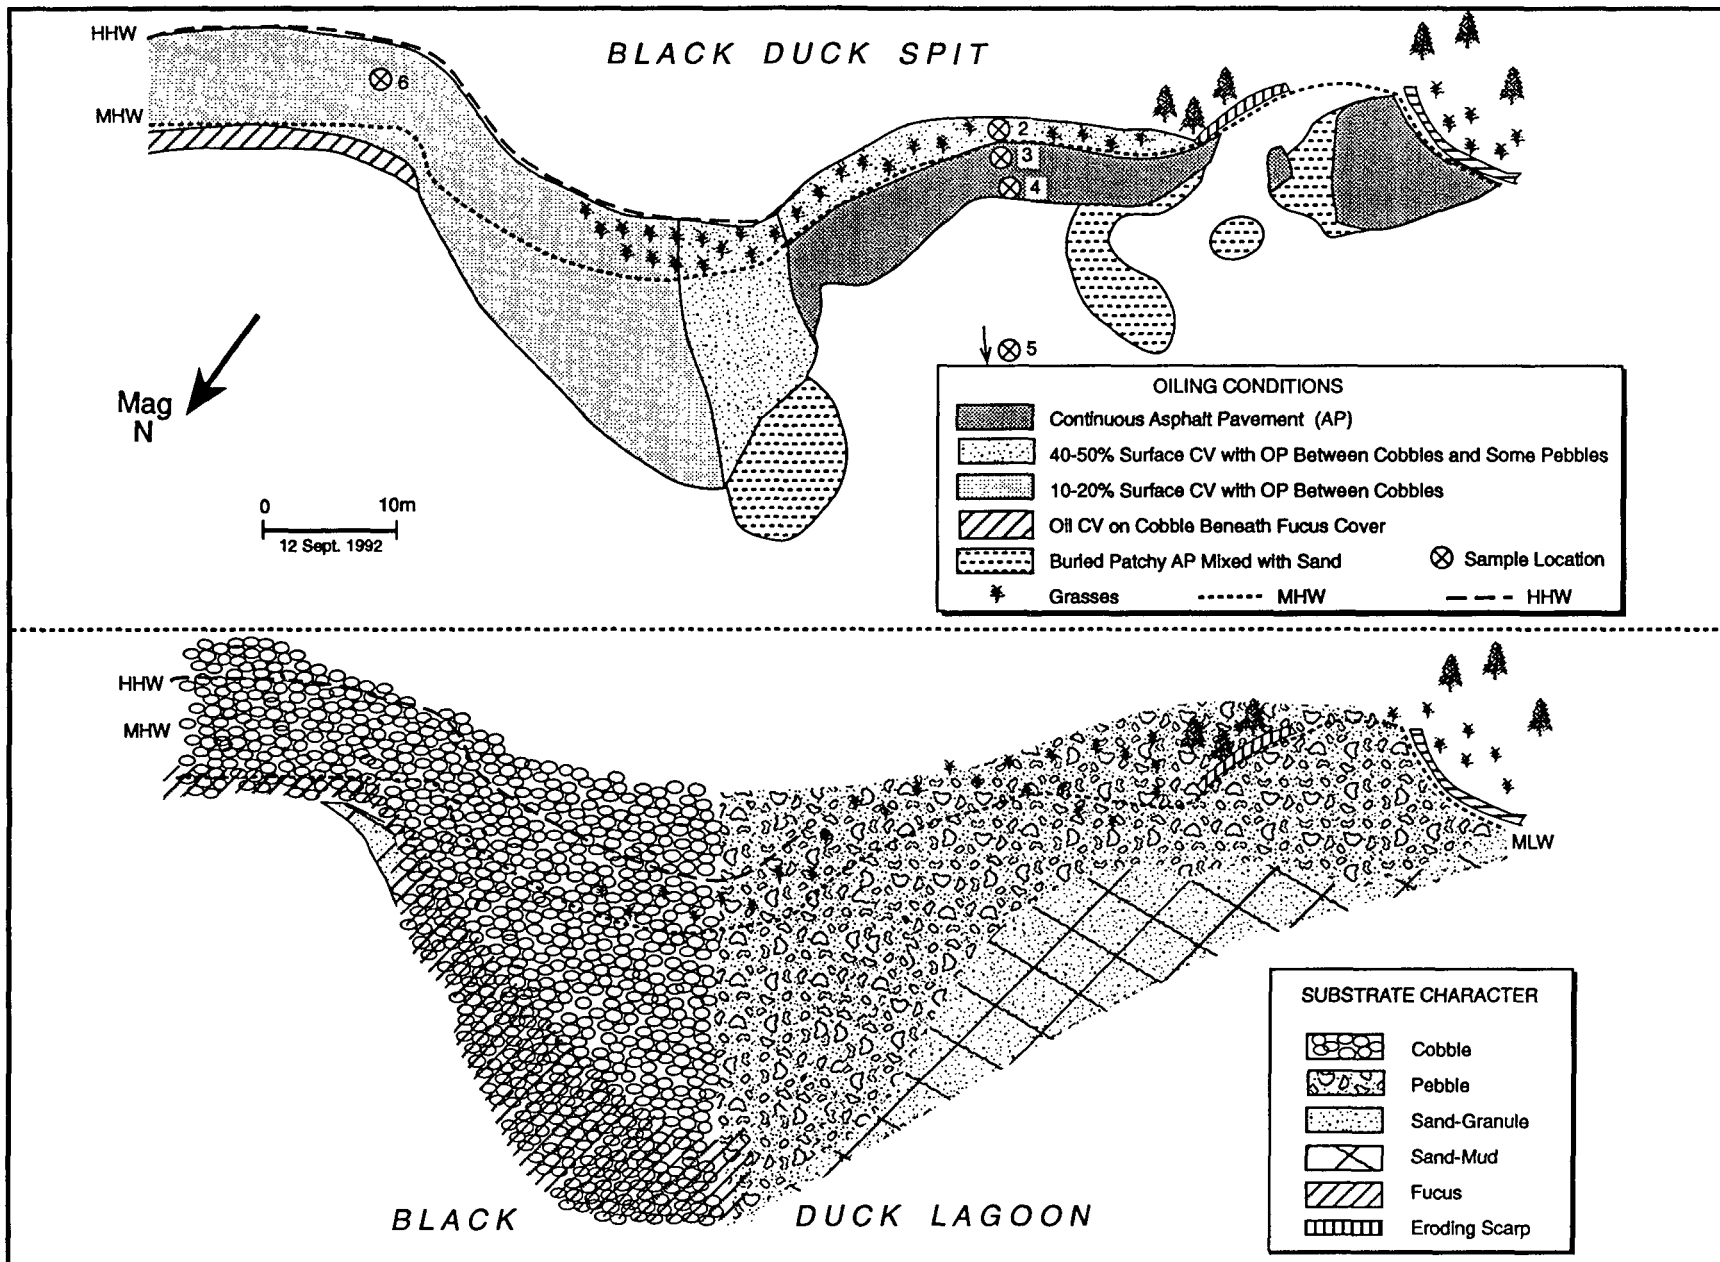 BLACK DUCK SPIT
HHW
MHW
6
2
3
4
5
Mag
N
0 10m
12 Sept. 1992
OILING CONDITIONS
Continuous Asphalt Pavement (AP)
40-50% Surface CV with OP Between Cobbles and Some Pebbles
10-20% Surface CV with OP Between Cobbles
Oil CV on Cobble Beneath Fucus Cover
Buried Patchy AP Mixed with Sand
Sample Location
Grasses MHW HHW
HHW
MHW
MLW
BLACK DUCK LAGOON
SUBSTRATE CHARACTER
Cobble
Pebble
Sand-Granule
Sand-Mud
Fucus
Eroding Scarp